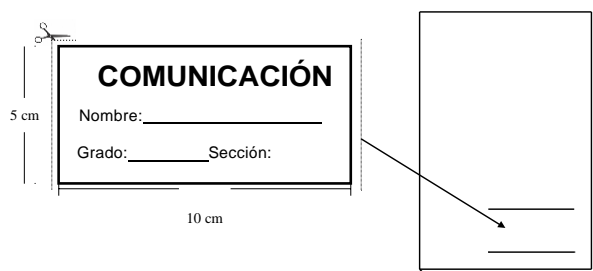 COMUNICACIÓN
5 cm
Nombre:
Grado: Sección:
10 cm